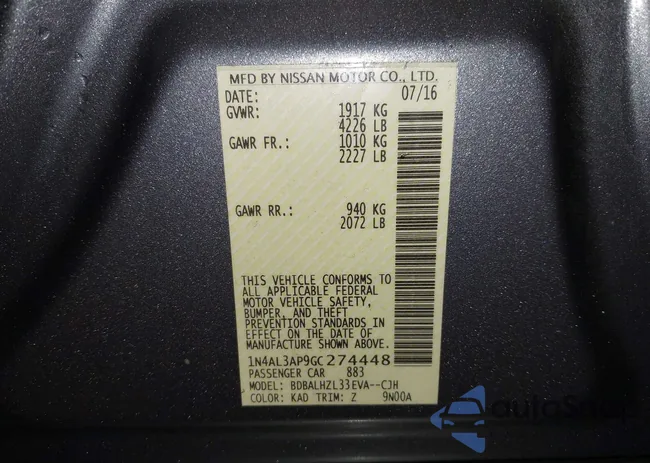 MFD BY NISSAN MOTOR CO., LTD.
DATE: 07/16
GVWR: 1917 KG
4226 LB
GAWR FR.: 1010 KG
2227 LB
GAWR RR.: 940 KG
2072 LB
THIS VEHICLE CONFORMS TO
ALL APPLICABLE FEDERAL
MOTOR VEHICLE SAFETY,
BUMPER, AND THEFT
PREVENTION STANDARDS IN
EFFECT ON THE DATE OF
MANUFACTURE SHOWN ABOVE.
1N4AL3AP9GC274448
PASSENGER CAR 883
MODEL: BDBALHZL33EVA--CJH
COLOR: KAD TRIM: Z 9N00A